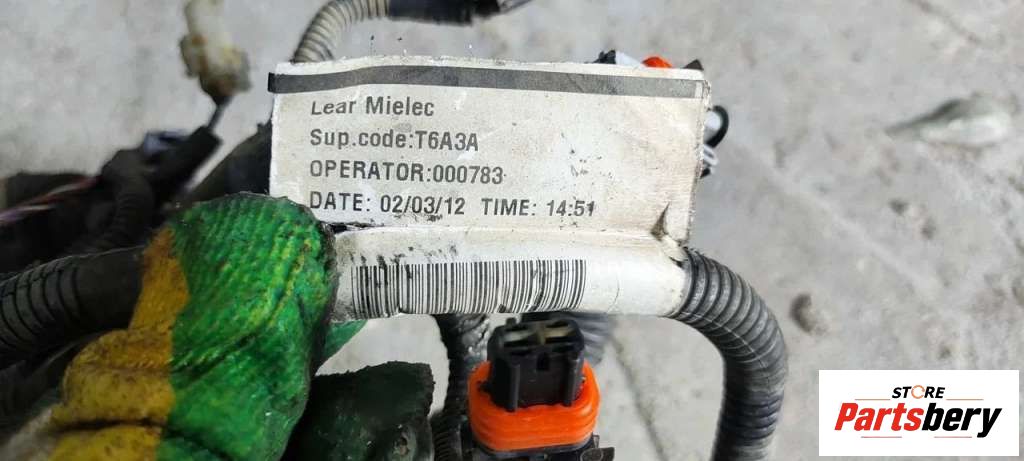 Lear Mielec
Sup.code:T6A3A
OPERATOR:000783
DATE: 02/03/12 TIME: 14:51
STORE
Partsbery